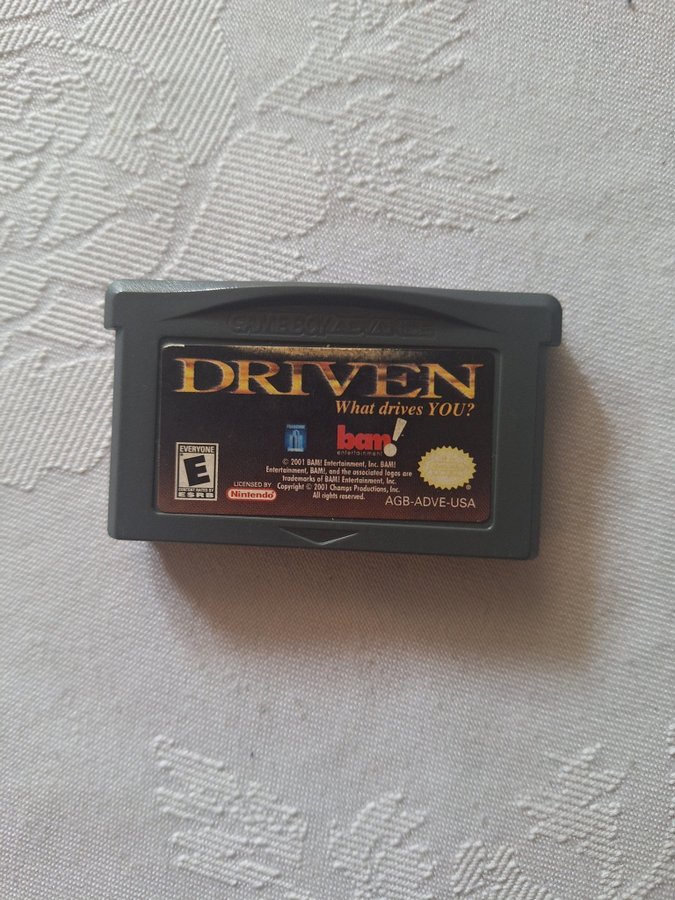 GAME BOY ADVANCE
DRIVEN
What drives YOU?
bam!
entertainment
EVERYONE
E
CONTENT RATED BY
ESRB
© 2001 BAM! Entertainment, Inc. BAM!
Entertainment, BAM!, and the associated logos are
trademarks of BAM! Entertainment, Inc.
Copyright © 2001 Champs Productions, Inc.
All rights reserved.
LICENSED BY
Nintendo
®
AGB-ADVE-USA